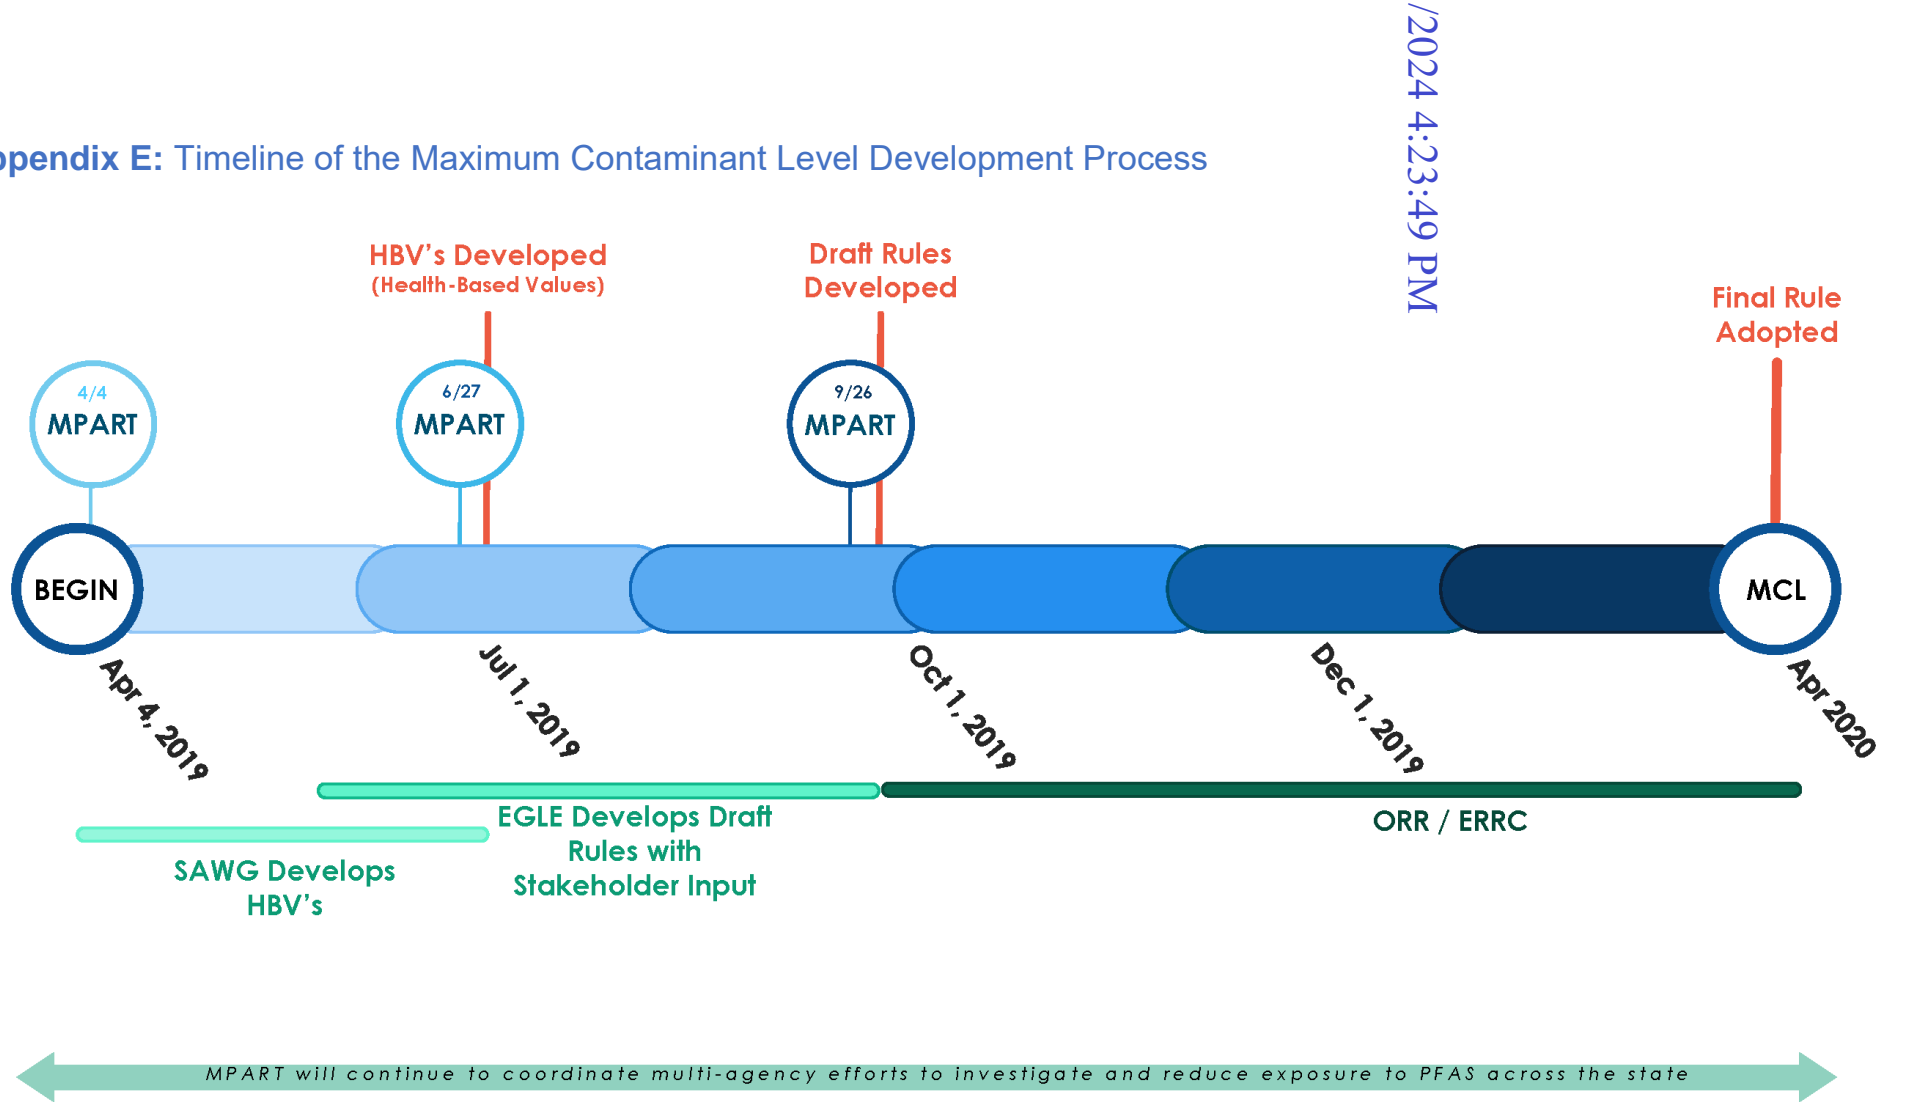 /2024 4:23:49 PM
ppendix E: Timeline of the Maximum Contaminant Level Development Process
HBV's Developed
(Health-Based Values)
Draft Rules
Developed
Final Rule
Adopted
4/4
MPART
6/27
MPART
9/26
MPART
BEGIN
MCL
Apr 4, 2019
Jul 1, 2019
Oct 1, 2019
Dec 1, 2019
Apr 2020
EGLE Develops Draft
Rules with
Stakeholder Input
ORR / ERRC
SAWG Develops
HBV's
MPART will continue to coordinate multi-agency efforts to investigate and reduce exposure to PFAS across the state